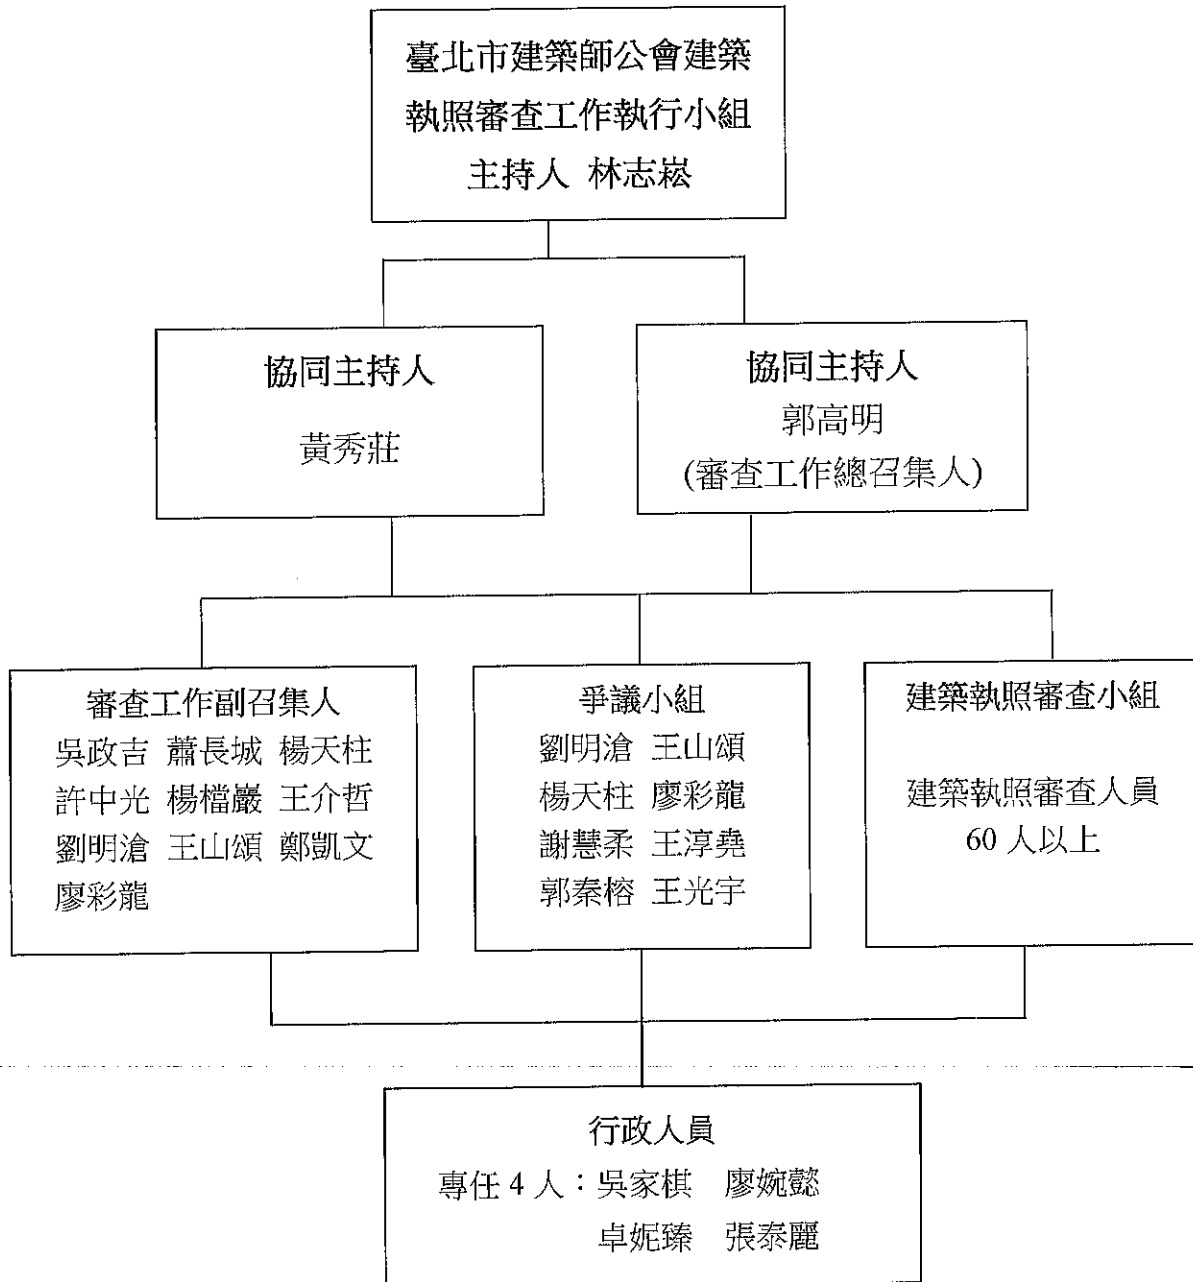 臺北市建築師公會建築
執照審查工作執行小組
主持人 林志崧
協同主持人
黃秀莊
協同主持人
郭高明
(審查工作總召集人)
審查工作副召集人
吳政吉 蕭長城 楊天柱
許中光 楊檔巖 王介哲
劉明滄 王山頌 鄭凱文
廖彩龍
爭議小組
劉明滄 王山頌
楊天柱 廖彩龍
謝慧柔 王淳堯
郭秦榕 王光宇
建築執照審查小組
建築執照審查人員
60 人以上
行政人員
專任 4 人：吳家棋 廖婉懿
卓妮臻 張泰麗